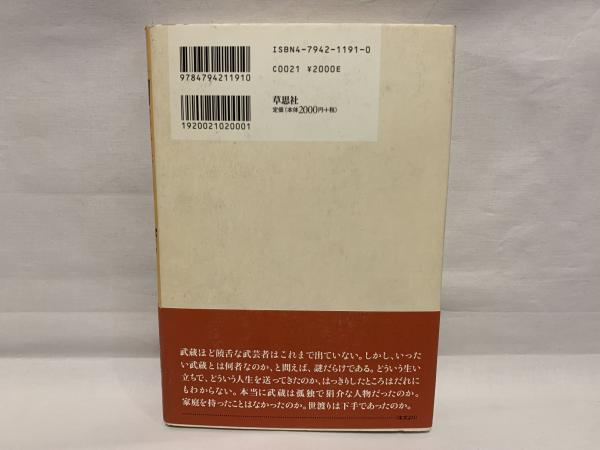 ISBN4-7942-1191-0
C0021 ¥2000E
9784794211910
草思社
定価(本体2000円+税)
1920021020001
武蔵ほど饒舌な武芸者はこれまで出ていない。しかし、いった
い武蔵とは何者なのか、と問えば、謎だらけである。どういう生い
立ちで、どういう人生を送ってきたのか、はっきりしたところはだれに
もわからない。本当に武蔵は孤独で狷介な人物だったのか。
家庭を持ったことはなかったのか。世渡りは下手であったのか。
(本文より)